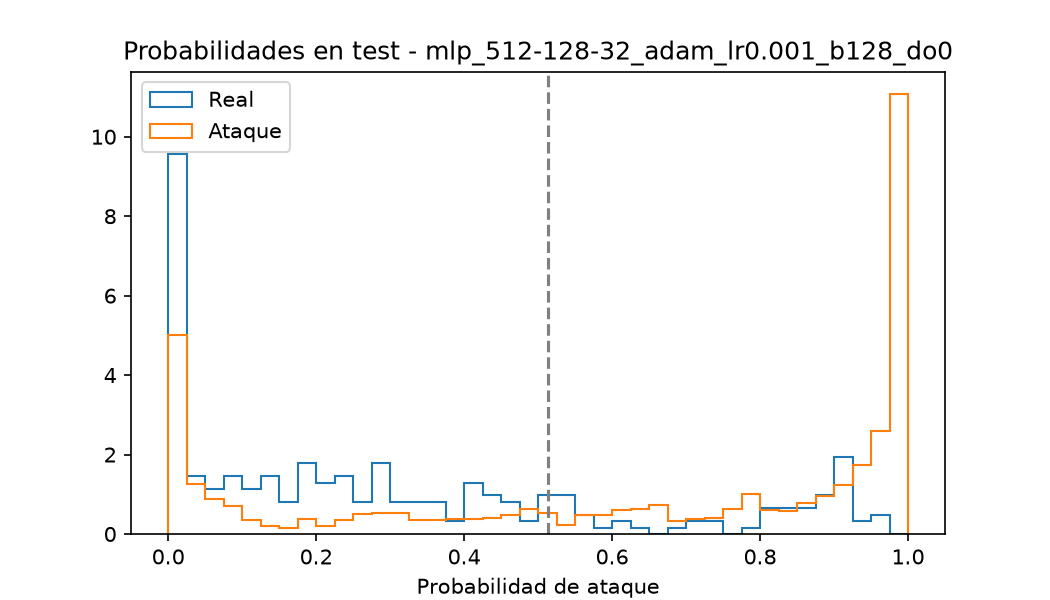 Probabilidades en test - mlp_512-128-32_adam_lr0.001_b128_do0
Real
Ataque
10
8
6
4
2
0
0.0 0.2 0.4 0.6 0.8 1.0
Probabilidad de ataque